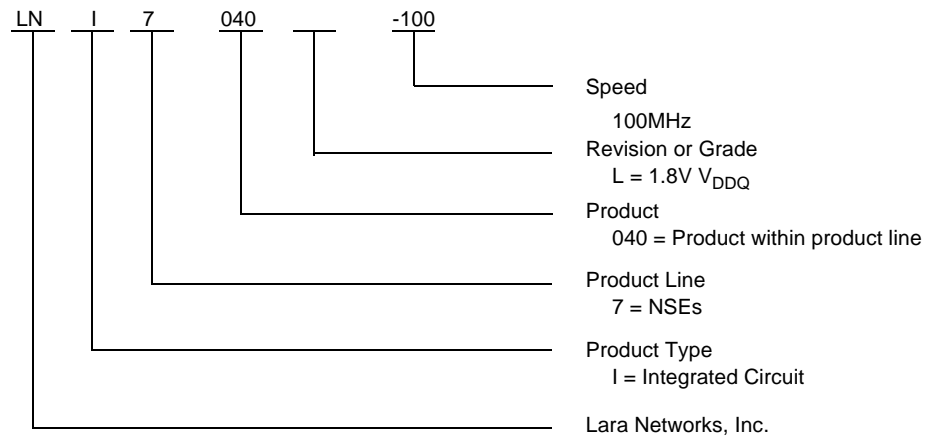 LN I 7 040 -100
Speed
100MHz
Revision or Grade
L = 1.8V VDDQ
Product
040 = Product within product line
Product Line
7 = NSEs
Product Type
I = Integrated Circuit
Lara Networks, Inc.